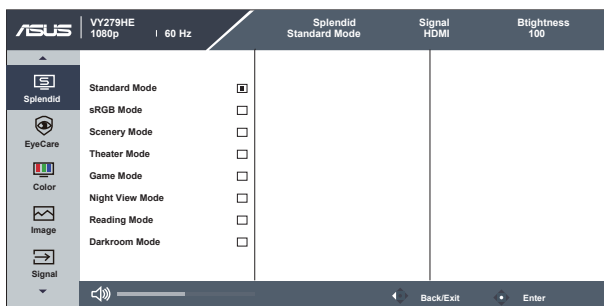 ASUS
VY279HE
1080p | 60 Hz
Splendid
Standard Mode
Signal
HDMI
Btightness
100
Splendid
EyeCare
Color
Image
Signal
Standard Mode
sRGB Mode
Scenery Mode
Theater Mode
Game Mode
Night View Mode
Reading Mode
Darkroom Mode
Back/Exit
Enter